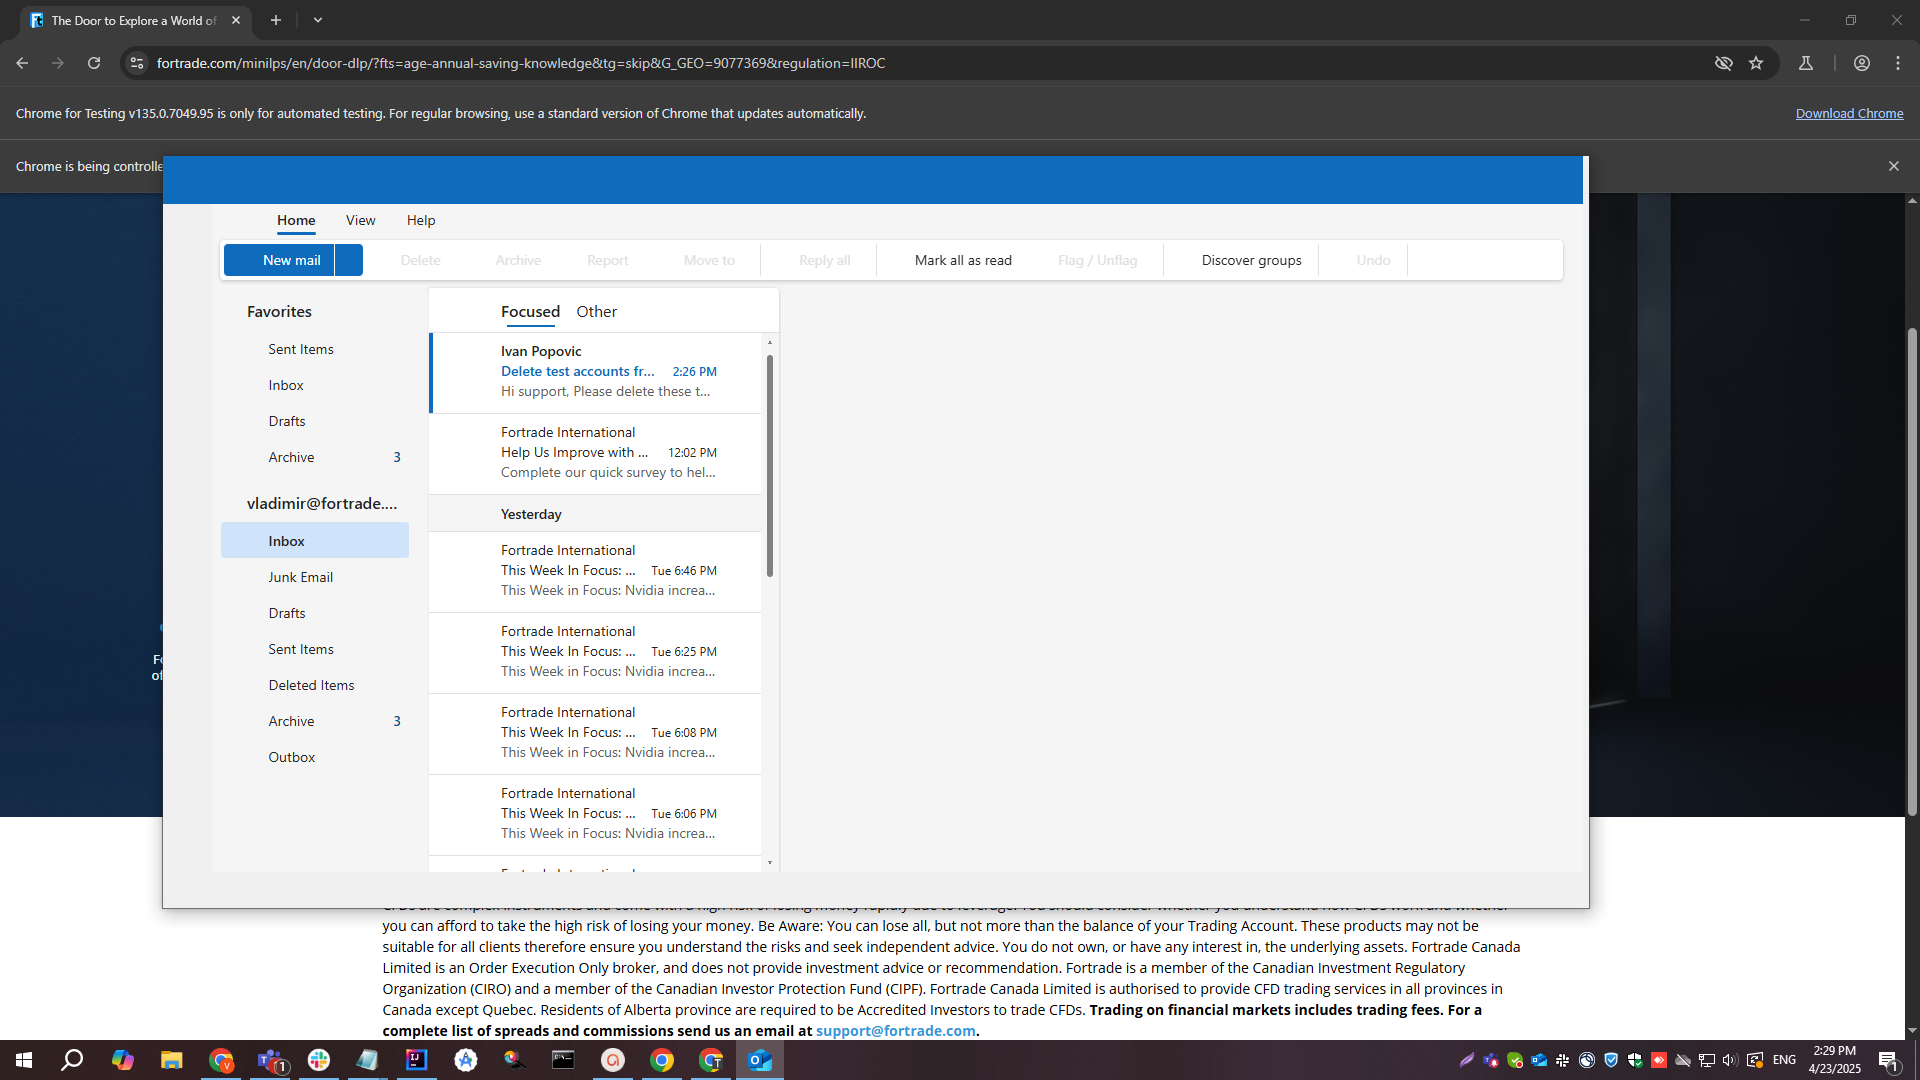 The Door to Explore a World of
fortrade.com/minilps/en/door-dlp/?fts=age-annual-saving-knowledge&tg=skip&G_GEO=9077369&regulation=IIROC
Chrome for Testing v135.0.7049.95 is only for automated testing. For regular browsing, use a standard version of Chrome that updates automatically.
Download Chrome
Chrome is being controlle
Home View Help
New mail Delete Archive Report Move to Reply all Mark all as read Flag / Unflag Discover groups Undo
Favorites
Sent Items
Inbox
Drafts
Archive 3
vladimir@fortrade....
Inbox
Junk Email
Drafts
Sent Items
Deleted Items
Archive 3
Outbox
Focused Other
Ivan Popovic
Delete test accounts fr... 2:26 PM
Hi support, Please delete these t...
Fortrade International
Help Us Improve with ... 12:02 PM
Complete our quick survey to hel...
Yesterday
Fortrade International
This Week In Focus: ... Tue 6:46 PM
This Week in Focus: Nvidia increa...
Fortrade International
This Week In Focus: ... Tue 6:25 PM
This Week in Focus: Nvidia increa...
Fortrade International
This Week In Focus: ... Tue 6:08 PM
This Week in Focus: Nvidia increa...
Fortrade International
This Week In Focus: ... Tue 6:06 PM
This Week in Focus: Nvidia increa...
you can afford to take the high risk of losing your money. Be Aware: You can lose all, but not more than the balance of your Trading Account. These products may not be
suitable for all clients therefore ensure you understand the risks and seek independent advice. You do not own, or have any interest in, the underlying assets. Fortrade Canada
Limited is an Order Execution Only broker, and does not provide investment advice or recommendation. Fortrade is a member of the Canadian Investment Regulatory
Organization (CIRO) and a member of the Canadian Investor Protection Fund (CIPF). Fortrade Canada Limited is authorised to provide CFD trading services in all provinces in
Canada except Quebec. Residents of Alberta province are required to be Accredited Investors to trade CFDs. Trading on financial markets includes trading fees. For a
complete list of spreads and commissions send us an email at support@fortrade.com.
ENG
2:29 PM
4/23/2025